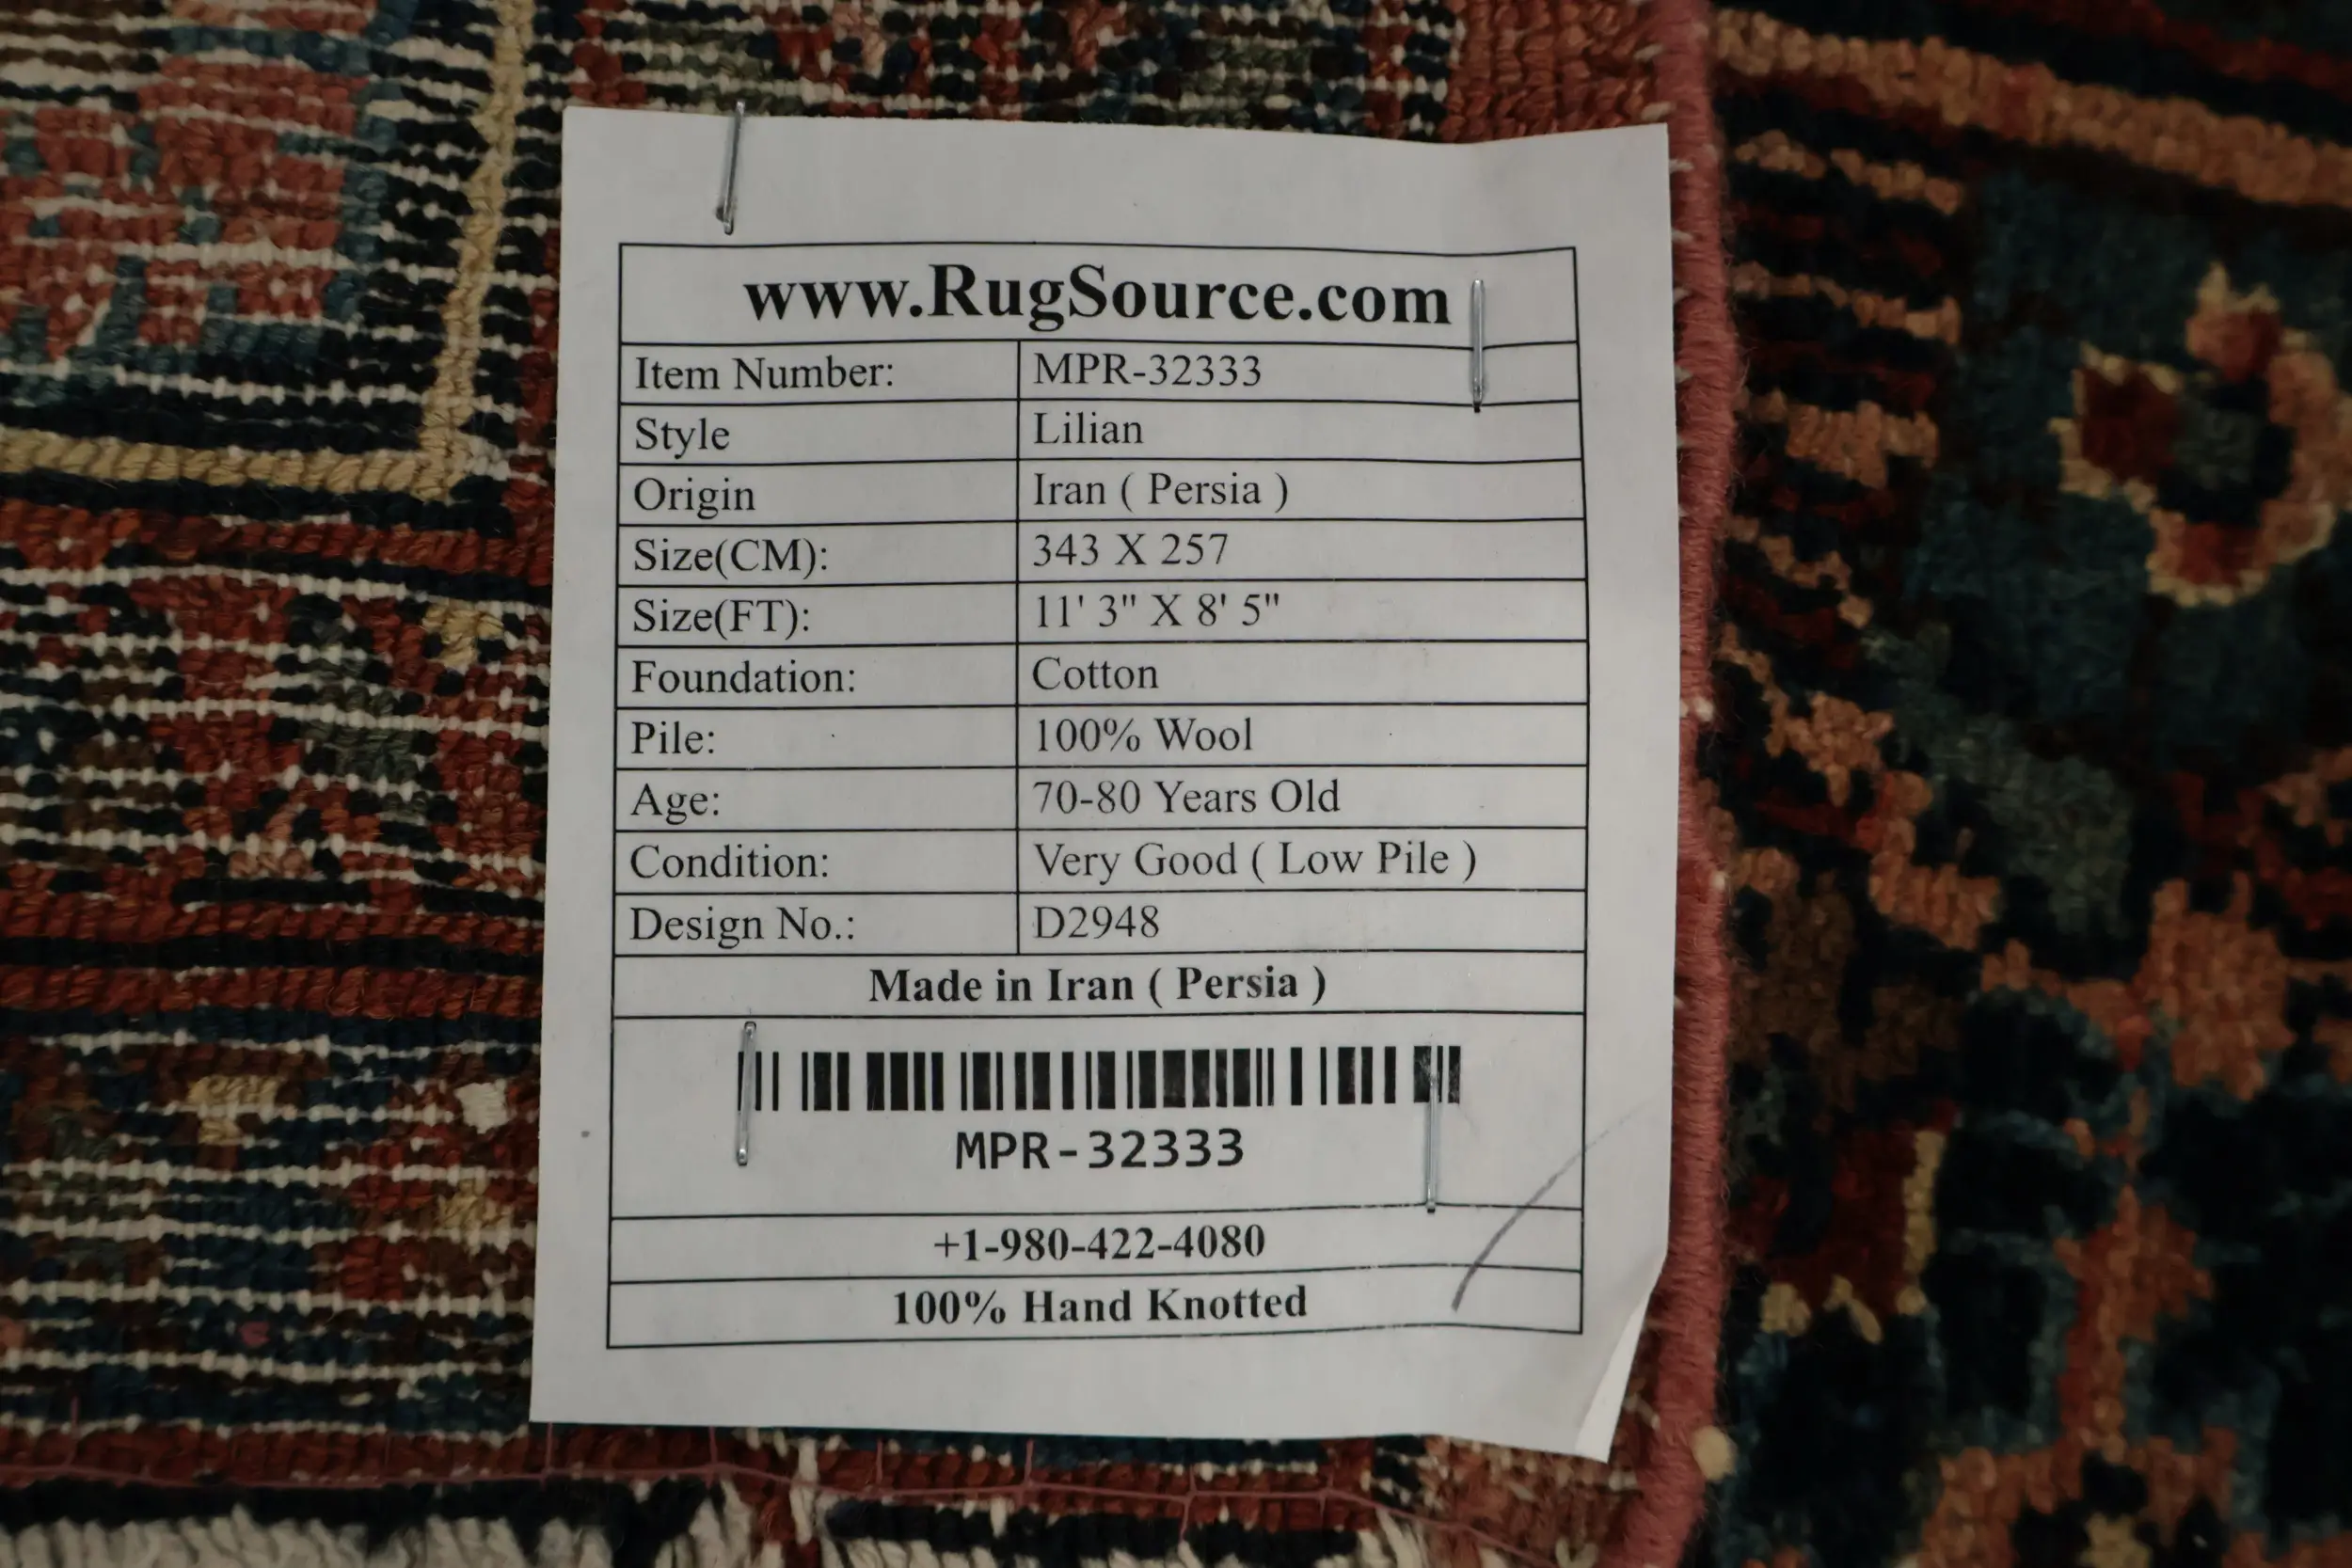 www.RugSource.com
Item Number: MPR-32333
Style Lilian
Origin Iran ( Persia )
Size(CM): 343 X 257
Size(FT): 11' 3" X 8' 5"
Foundation: Cotton
Pile: 100% Wool
Age: 70-80 Years Old
Condition: Very Good ( Low Pile )
Design No.: D2948
Made in Iran ( Persia )
MPR-32333
+1-980-422-4080
100% Hand Knotted